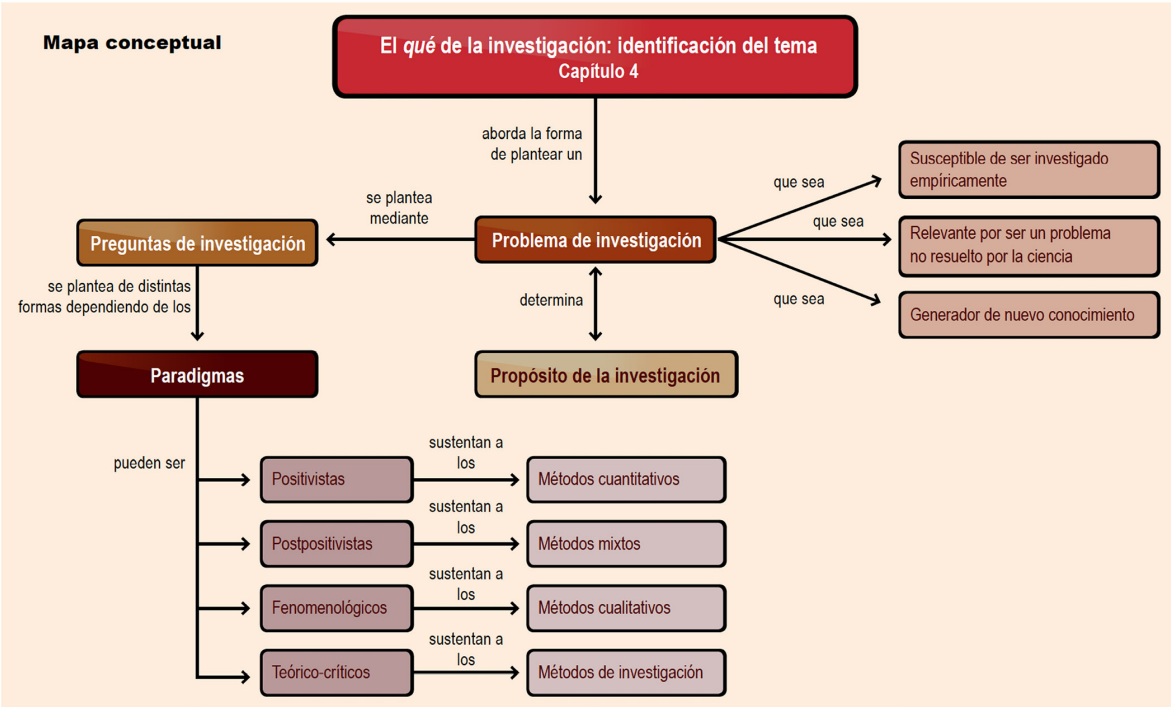 Mapa conceptual
El qué de la investigación: identificación del tema
Capítulo 4
aborda la forma
de plantear un
Problema de investigación
se plantea
mediante
Preguntas de investigación
que sea
Susceptible de ser investigado
empíricamente
que sea
Relevante por ser un problema
no resuelto por la ciencia
que sea
Generador de nuevo conocimiento
determina
Propósito de la investigación
se plantea de distintas
formas dependiendo de los
Paradigmas
pueden ser
Positivistas
sustentan a
los
Métodos cuantitativos
Postpositivistas
sustentan a
los
Métodos mixtos
Fenomenológicos
sustentan a
los
Métodos cualitativos
Teórico-críticos
sustentan a
los
Métodos de investigación